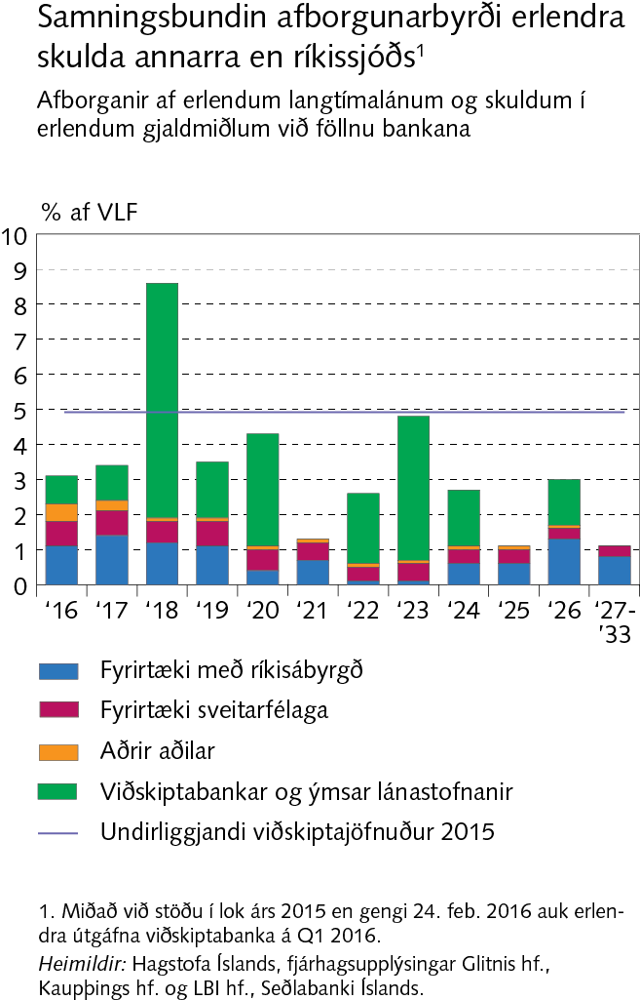 Samningsbundin afborgunarbyrði erlendra
skulda annarra en ríkissjóðs¹
Afborganir af erlendum langtímalánum og skuldum í
erlendum gjaldmiðlum við föllnu bankana
% af VLF
10
9
8
7
6
5
4
3
2
1
0
‘16 ‘17 ‘18 ‘19 ‘20 ‘21 ‘22 ‘23 ‘24 ‘25 ‘26 ‘27-
’33
Fyrirtæki með ríkisábyrgð
Fyrirtæki sveitarfélaga
Aðrir aðilar
Viðskiptabankar og ýmsar lánastofnanir
Undirliggjandi viðskiptajöfnuður 2015
1. Miðað við stöðu í lok árs 2015 en gengi 24. feb. 2016 auk erlen-
dra útgáfna viðskiptabanka á Q1 2016.
Heimildir: Hagstofa Íslands, fjárhagsupplýsingar Glitnis hf.,
Kaupþings hf. og LBI hf., Seðlabanki Íslands.